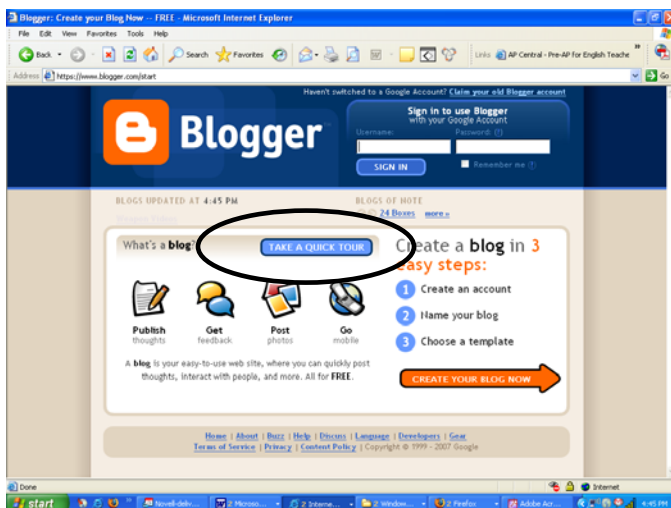 Blogger: Create your Blog Now -- FREE - Microsoft Internet Explorer
File Edit View Favorites Tools Help
Back Search Favorites Links AP Central - Pre-AP for English Teache
Address https://www.blogger.com/start Go
Haven't switched to a Google Account? Claim your old Blogger account
Blogger
Sign in to use Blogger
with your Google Account
Username: Password: (?)
SIGN IN Remember me (?)
BLOGS UPDATED AT 4:45 PM BLOGS OF NOTE
24 Boxes more »
What's a blog? TAKE A QUICK TOUR
Create a blog in 3
easy steps:
1 Create an account
2 Name your blog
3 Choose a template
CREATE YOUR BLOG NOW
Publish Get Post Go
thoughts feedback photos mobile
A blog is your easy-to-use web site, where you can quickly post
thoughts, interact with people, and more. All for FREE.
Home | About | Buzz | Help | Discuss | Language | Developers | Gear
Terms of Service | Privacy | Content Policy | Copyright © 1999 - 2007 Google
Done Internet
start Novell-deliv... 2 Microso... 2 Interne... 2 Window... 2 Firefox Adobe Acr... 4:45 PM